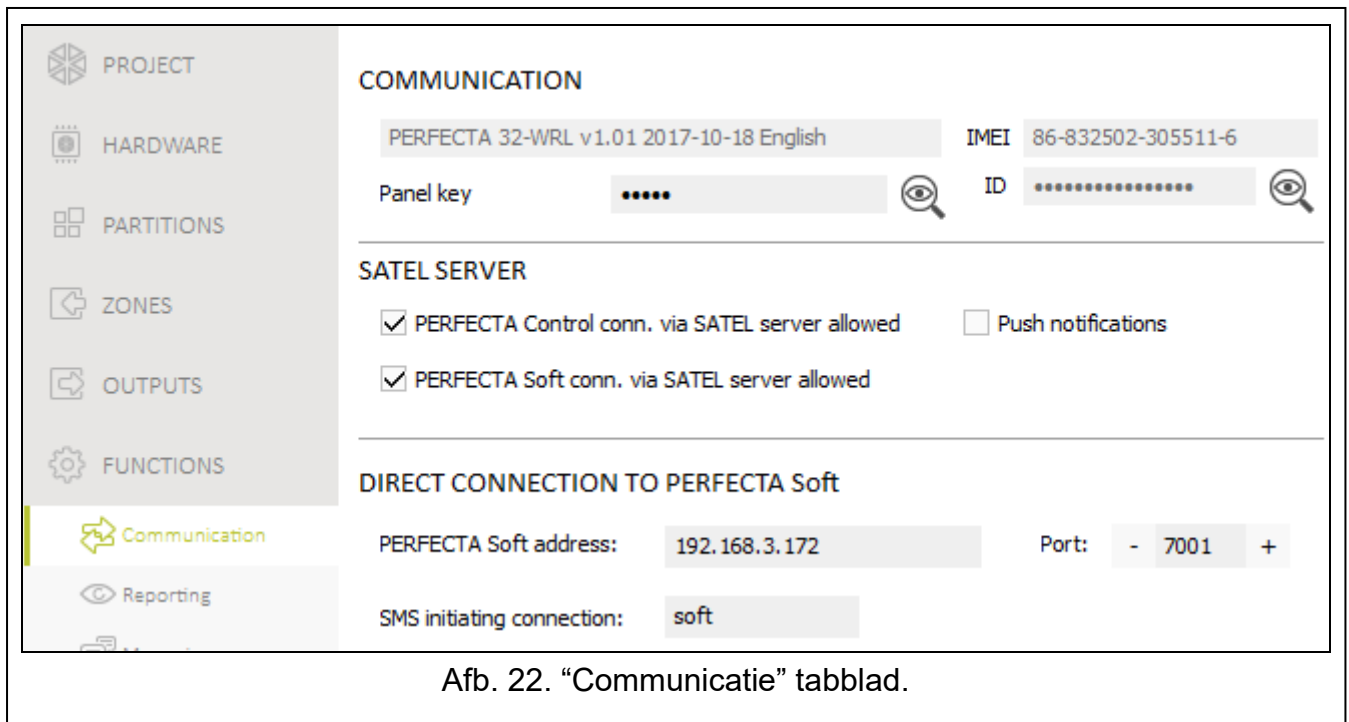 PROJECT
HARDWARE
PARTITIONS
ZONES
OUTPUTS
FUNCTIONS
Communication
Reporting
COMMUNICATION
PERFECTA 32-WRL v1.01 2017-10-18 English IMEI 86-832502-305511-6
Panel key ••••• ID ••••••••••••••••
SATEL SERVER
PERFECTA Control conn. via SATEL server allowed Push notifications
PERFECTA Soft conn. via SATEL server allowed
DIRECT CONNECTION TO PERFECTA Soft
PERFECTA Soft address: 192.168.3.172 Port: - 7001 +
SMS initiating connection: soft
Afb. 22. “Communicatie” tabblad.